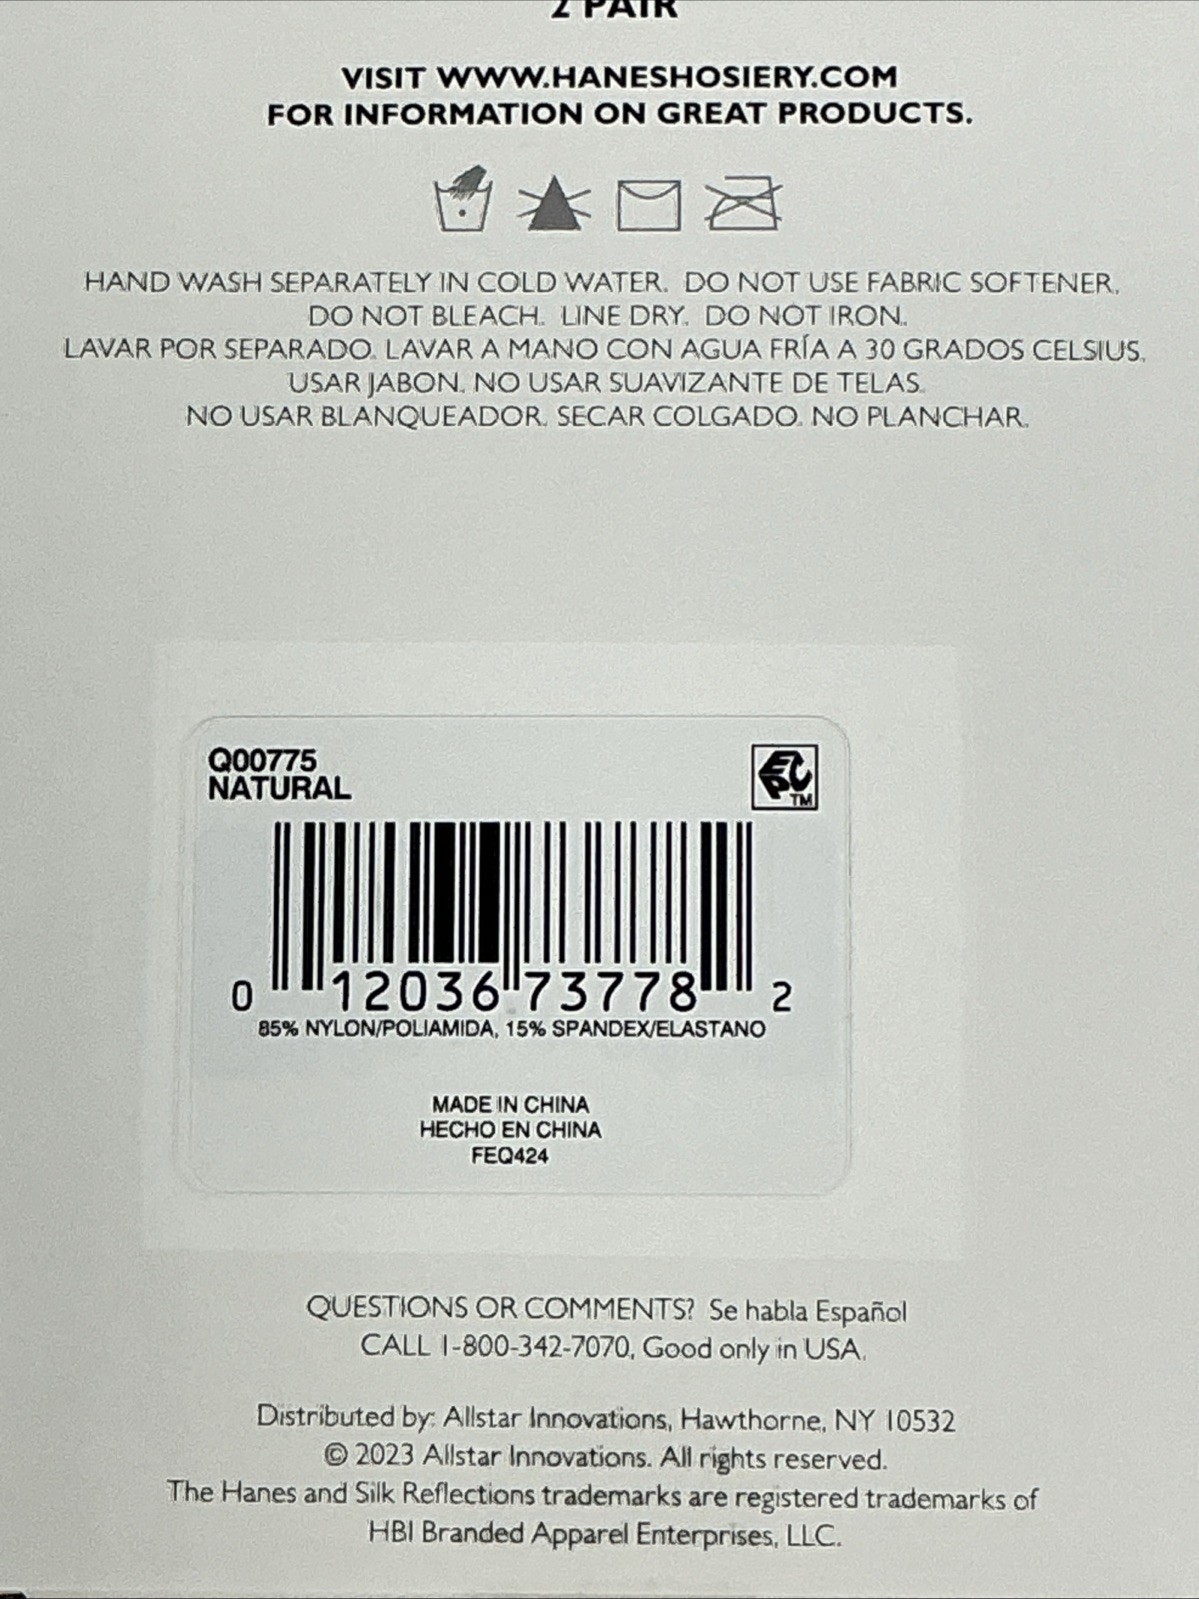 2 PAIR
VISIT WWW.HANESHOSIERY.COM
FOR INFORMATION ON GREAT PRODUCTS.
HAND WASH SEPARATELY IN COLD WATER. DO NOT USE FABRIC SOFTENER.
DO NOT BLEACH. LINE DRY. DO NOT IRON.
LAVAR POR SEPARADO. LAVAR A MANO CON AGUA FRÍA A 30 GRADOS CELSIUS.
USAR JABON. NO USAR SUAVIZANTE DE TELAS.
NO USAR BLANQUEADOR. SECAR COLGADO. NO PLANCHAR.
Q00775
NATURAL
EPC
TM
0 12036 73778 2
85% NYLON/POLIAMIDA, 15% SPANDEX/ELASTANO
MADE IN CHINA
HECHO EN CHINA
FEQ424
QUESTIONS OR COMMENTS? Se habla Español
CALL 1-800-342-7070, Good only in USA.
Distributed by: Allstar Innovations, Hawthorne, NY 10532
© 2023 Allstar Innovations. All rights reserved.
The Hanes and Silk Reflections trademarks are registered trademarks of
HBI Branded Apparel Enterprises, LLC.